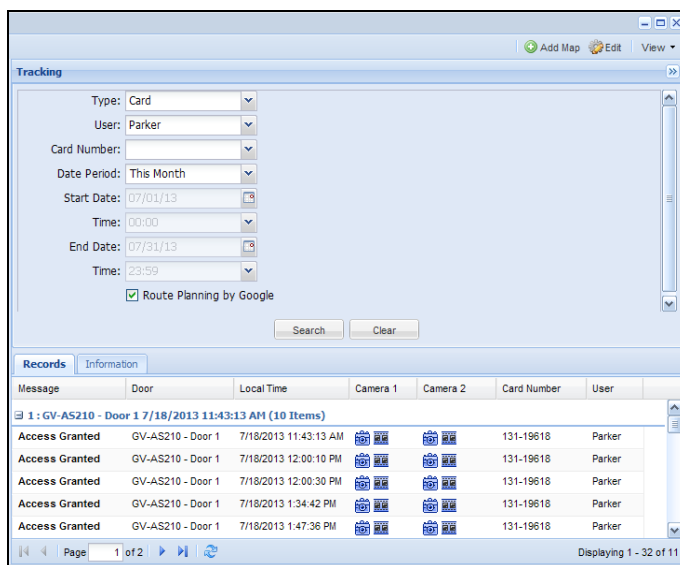 Add Map Edit View
Tracking
Type: Card
User: Parker
Card Number:
Date Period: This Month
Start Date: 07/01/13
Time: 00:00
End Date: 07/31/13
Time: 23:59
Route Planning by Google
Search Clear
Records Information
Message Door Local Time Camera 1 Camera 2 Card Number User
1 : GV-AS210 - Door 1 7/18/2013 11:43:13 AM (10 Items)
Access Granted GV-AS210 - Door 1 7/18/2013 11:43:13 AM 131-19618 Parker
Access Granted GV-AS210 - Door 1 7/18/2013 12:00:10 PM 131-19618 Parker
Access Granted GV-AS210 - Door 1 7/18/2013 12:00:30 PM 131-19618 Parker
Access Granted GV-AS210 - Door 1 7/18/2013 1:34:42 PM 131-19618 Parker
Access Granted GV-AS210 - Door 1 7/18/2013 1:47:36 PM 131-19618 Parker
Page 1 of 2 Displaying 1 - 32 of 11